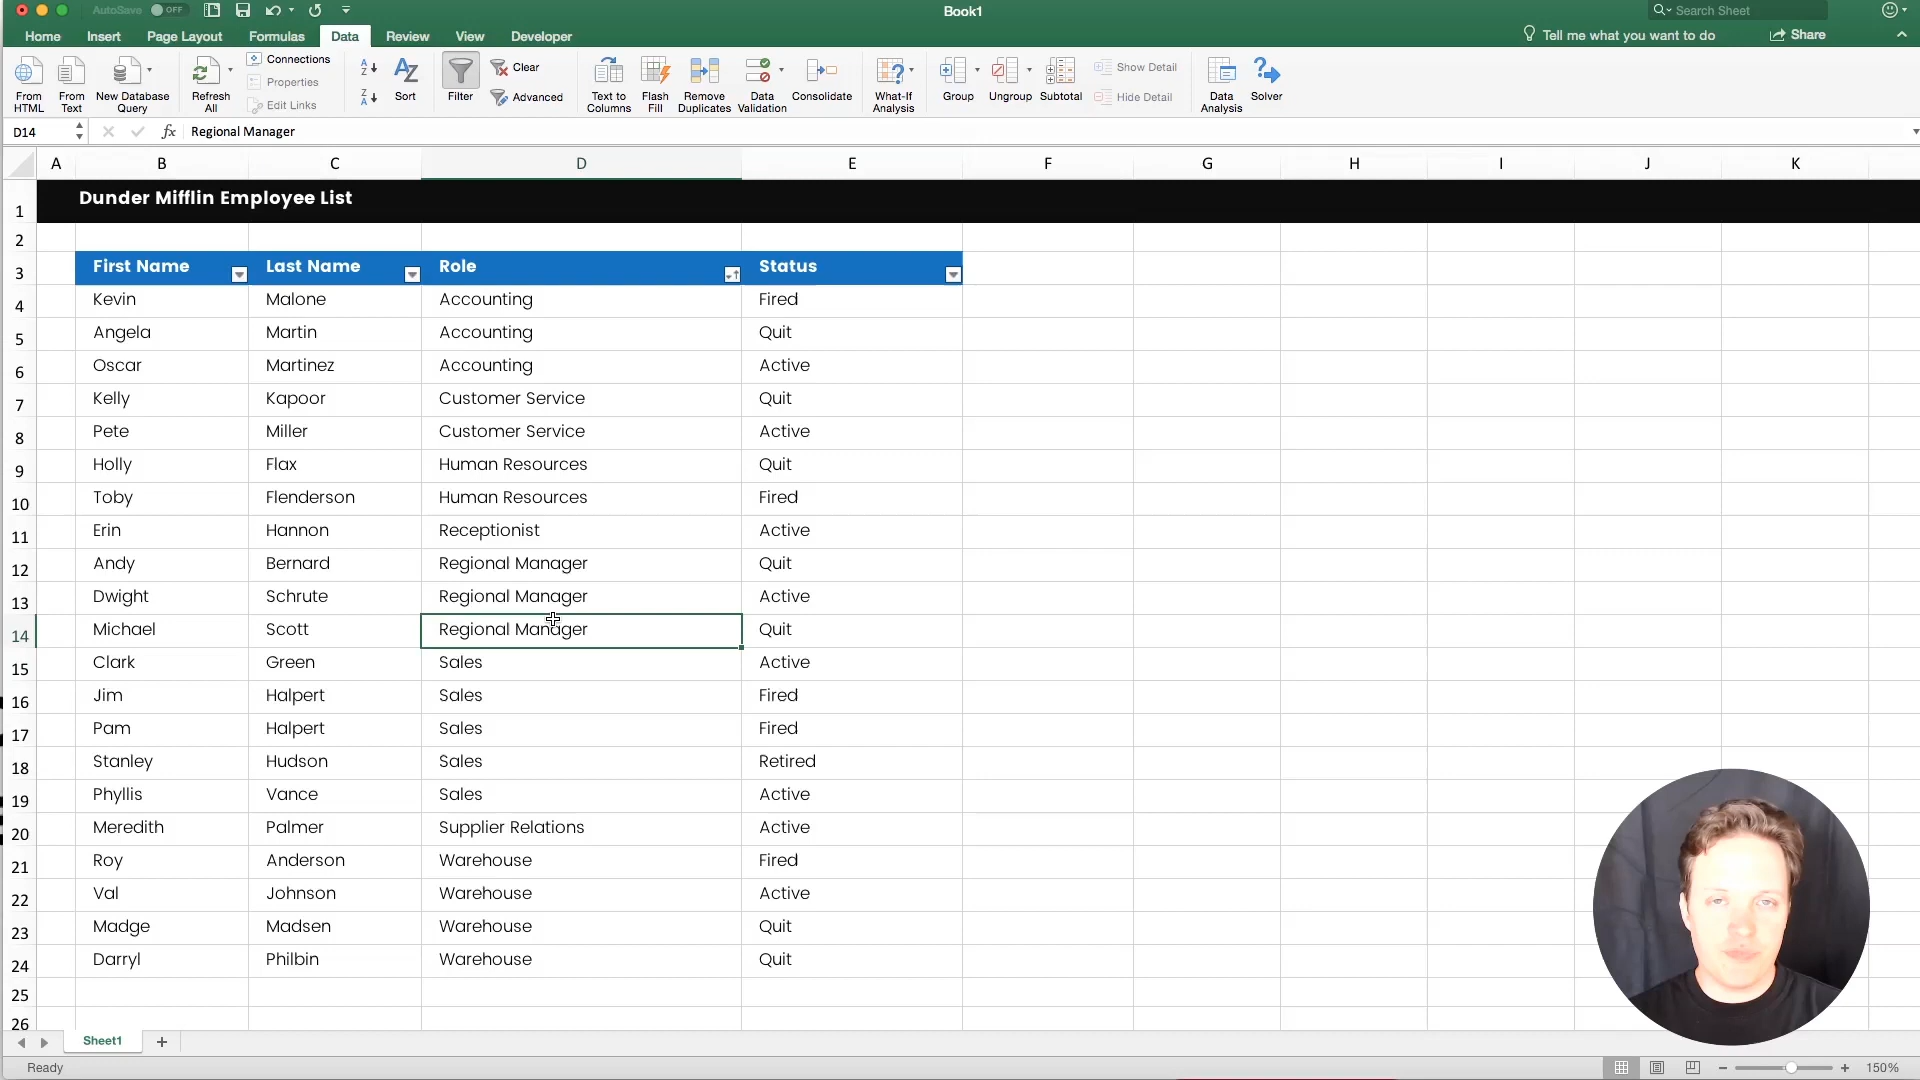 AutoSave OFF Book1 Search Sheet
Home Insert Page Layout Formulas Data Review View Developer Tell me what you want to do Share
From HTML
From Text
New Database Query
Refresh All
Connections
Properties
Edit Links
Sort
Filter
Clear
Advanced
Text to Columns
Flash Fill
Remove Duplicates
Data Validation
Consolidate
What-If Analysis
Group
Ungroup
Subtotal
Show Detail
Hide Detail
Data Analysis
Solver
D14 fx Regional Manager
A B C D E F G H I J K
1 Dunder Mifflin Employee List
2
3 First Name Last Name Role Status
4 Kevin Malone Accounting Fired
5 Angela Martin Accounting Quit
6 Oscar Martinez Accounting Active
7 Kelly Kapoor Customer Service Quit
8 Pete Miller Customer Service Active
9 Holly Flax Human Resources Quit
10 Toby Flenderson Human Resources Fired
11 Erin Hannon Receptionist Active
12 Andy Bernard Regional Manager Quit
13 Dwight Schrute Regional Manager Active
14 Michael Scott Regional Manager Quit
15 Clark Green Sales Active
16 Jim Halpert Sales Fired
17 Pam Halpert Sales Fired
18 Stanley Hudson Sales Retired
19 Phyllis Vance Sales Active
20 Meredith Palmer Supplier Relations Active
21 Roy Anderson Warehouse Fired
22 Val Johnson Warehouse Active
23 Madge Madsen Warehouse Quit
24 Darryl Philbin Warehouse Quit
25
26
Sheet1
Ready 150%